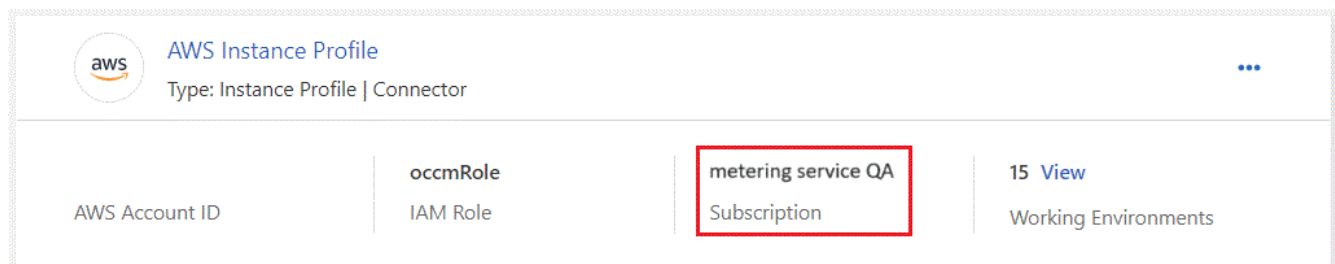 aws
AWS Instance Profile
Type: Instance Profile | Connector
AWS Account ID
occmRole
IAM Role
metering service QA
Subscription
15 View
Working Environments